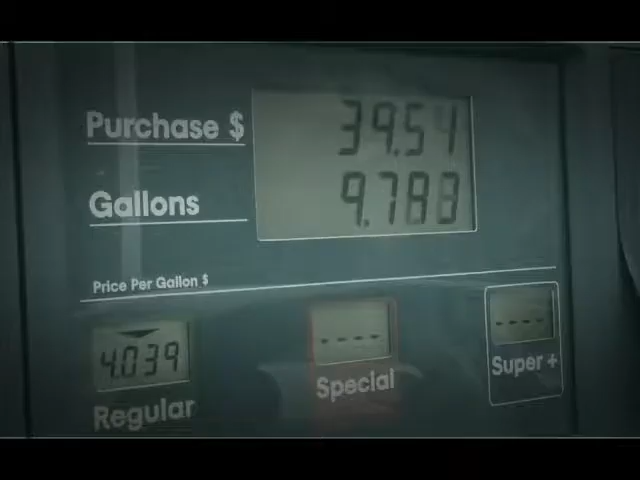 Purchase $ 39.51
Gallons 9.783
Price Per Gallon $
4.039 ---- ----
Regular Special Super +